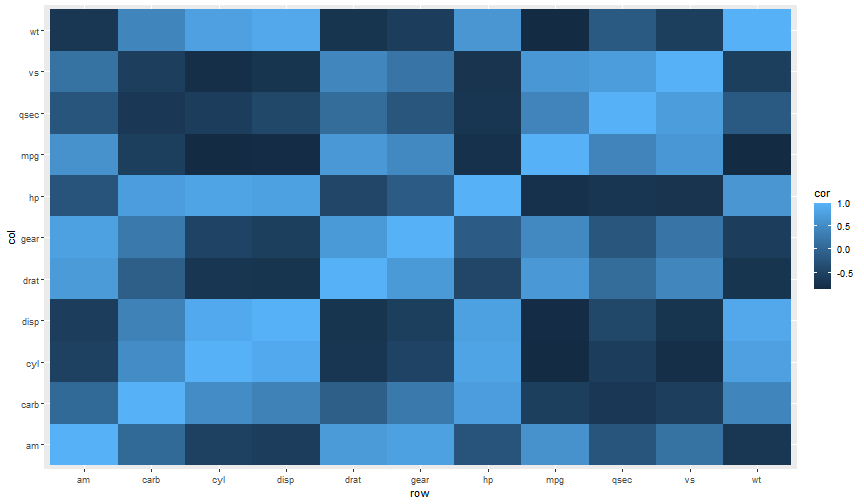 wt
vs
qsec
mpg
hp
gear
drat
disp
cyl
carb
am
col
am carb cyl disp drat gear hp mpg qsec vs wt
row
cor
1.0
0.5
0.0
-0.5